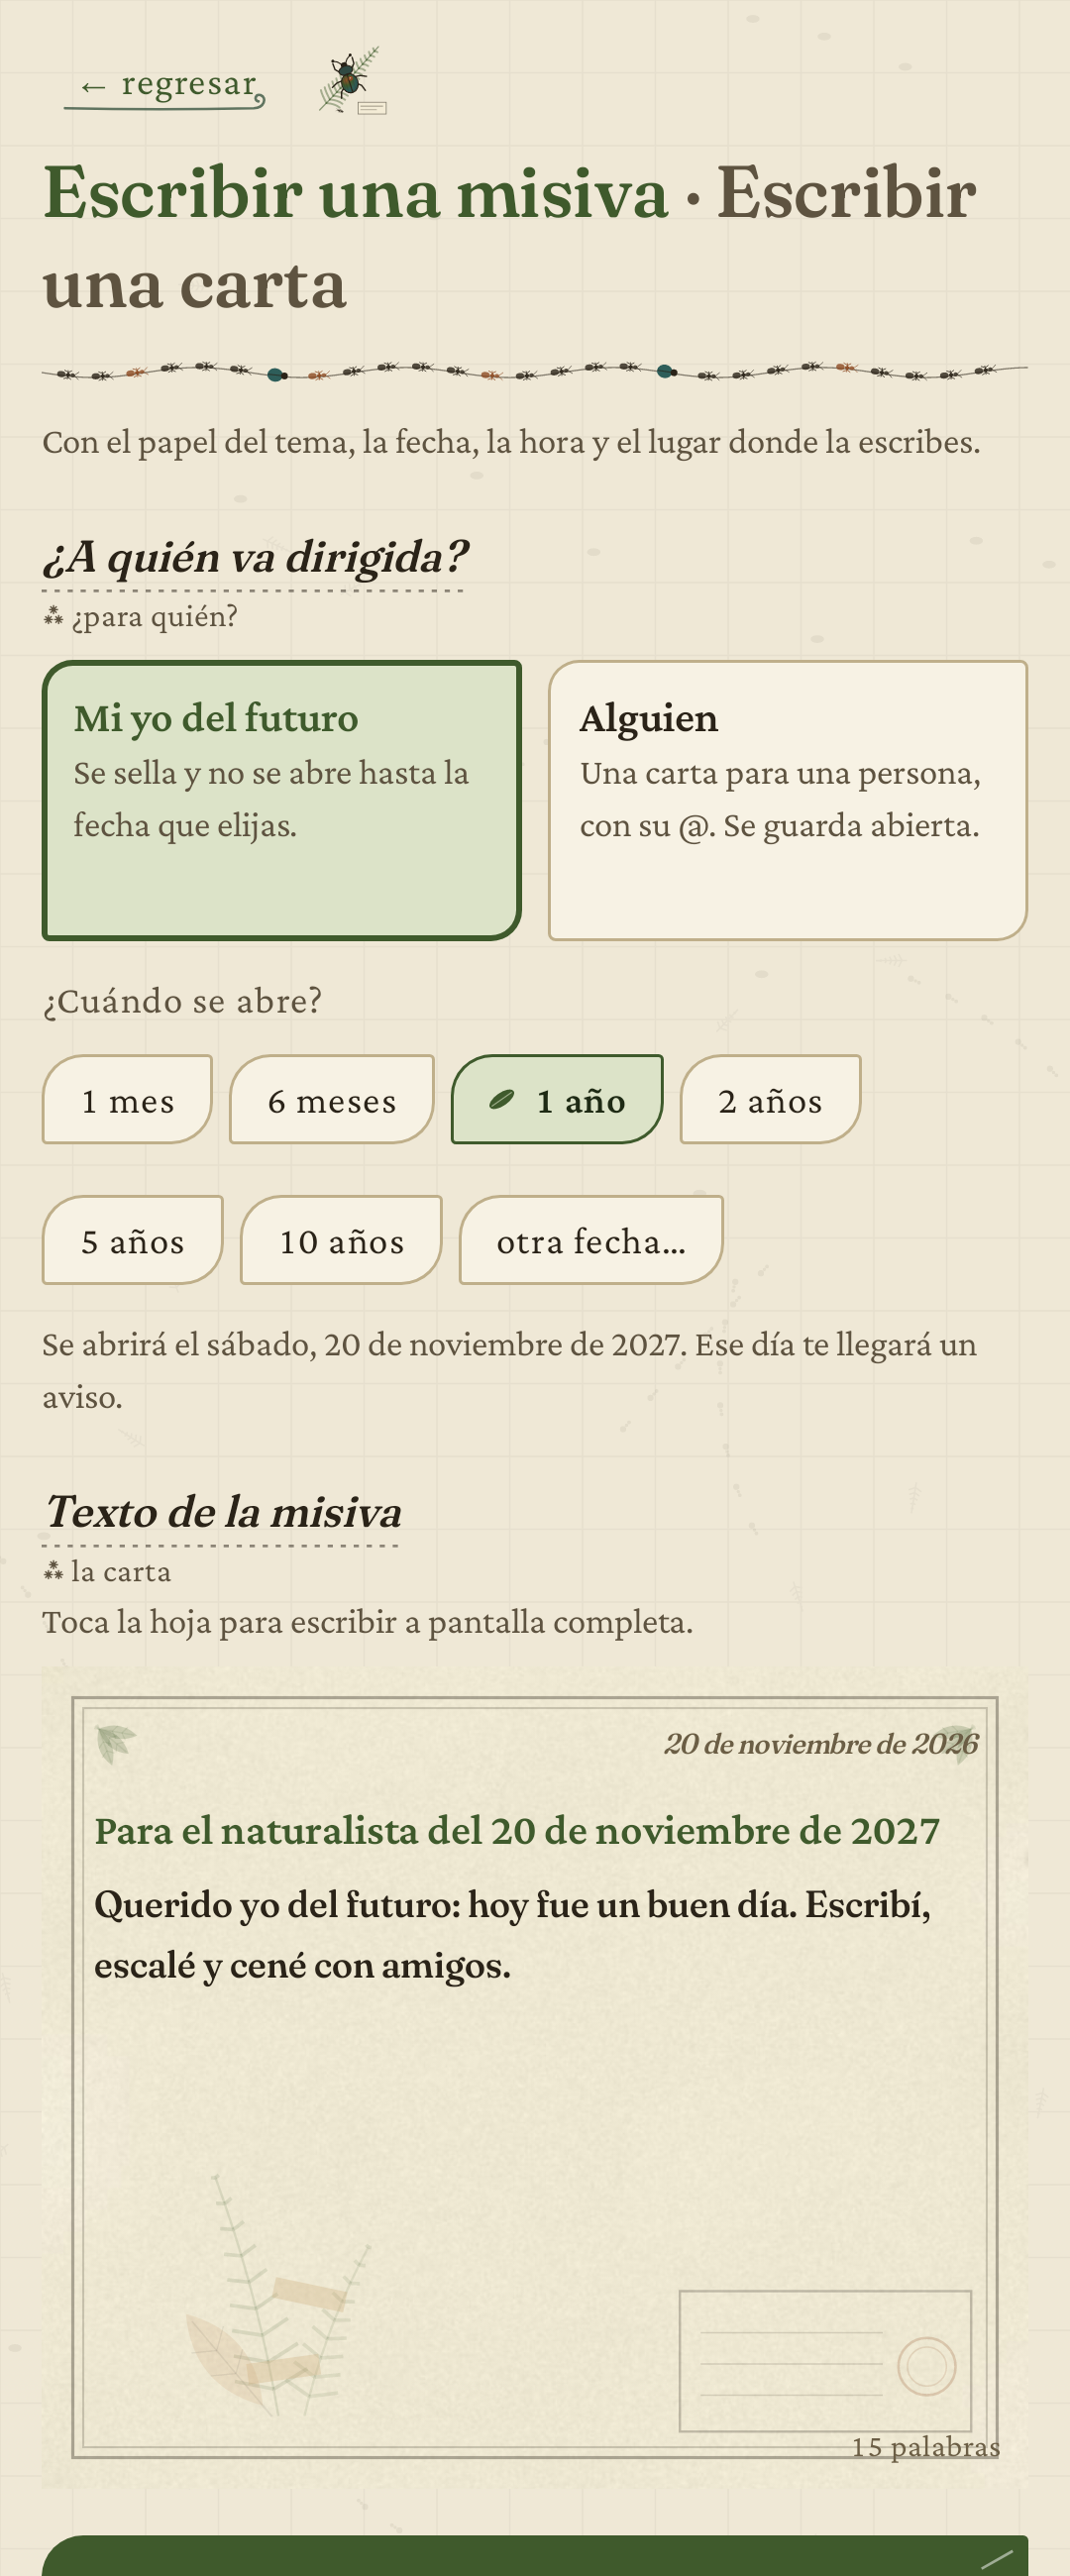 ← regresar
Escribir una misiva · Escribir
una carta
Con el papel del tema, la fecha, la hora y el lugar donde la escribes.
¿A quién va dirigida?
⁂ ¿para quién?
Mi yo del futuro
Se sella y no se abre hasta la
fecha que elijas.
Alguien
Una carta para una persona,
con su @. Se guarda abierta.
¿Cuándo se abre?
1 mes 6 meses 1 año 2 años
5 años 10 años otra fecha...
Se abrirá el sábado, 20 de noviembre de 2027. Ese día te llegará un
aviso.
Texto de la misiva
⁂ la carta
Toca la hoja para escribir a pantalla completa.
20 de noviembre de 2026
Para el naturalista del 20 de noviembre de 2027
Querido yo del futuro: hoy fue un buen día. Escribí,
escalé y cené con amigos.
15 palabras